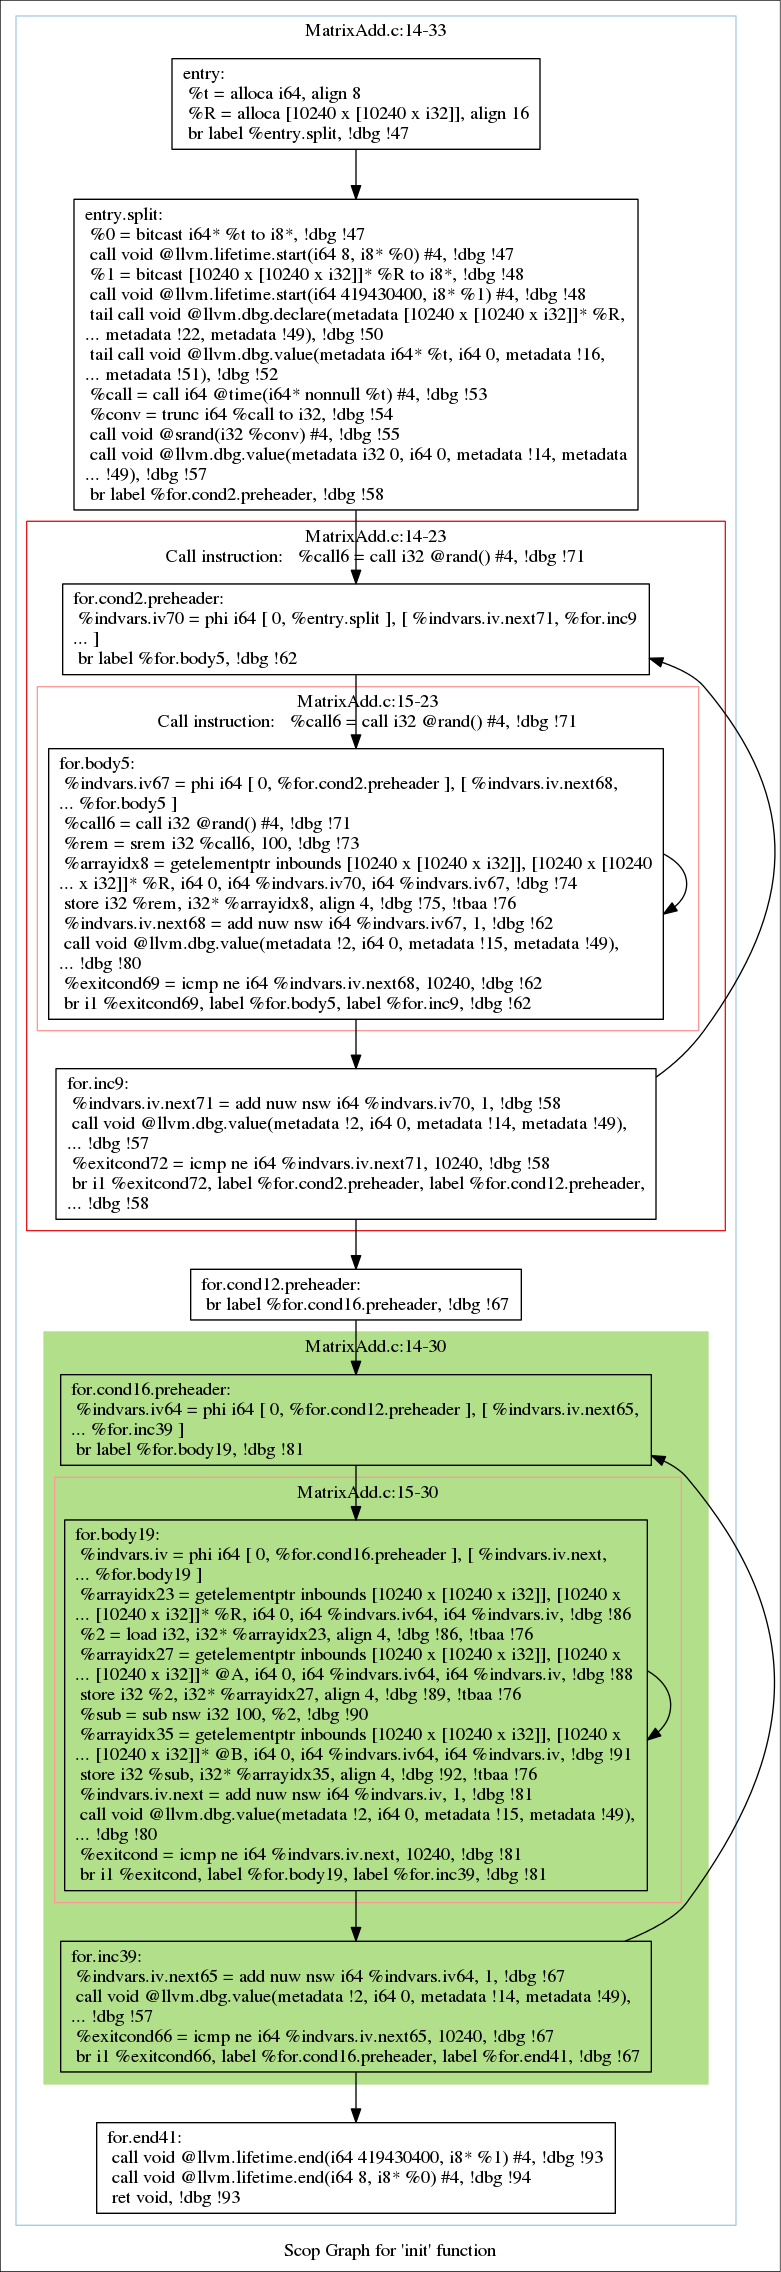 MatrixAdd.c:14-33
entry:
%t = alloca i64, align 8
%R = alloca [10240 x [10240 x i32]], align 16
br label %entry.split, !dbg !47
entry.split:
%0 = bitcast i64* %t to i8*, !dbg !47
call void @llvm.lifetime.start(i64 8, i8* %0) #4, !dbg !47
%1 = bitcast [10240 x [10240 x i32]]* %R to i8*, !dbg !48
call void @llvm.lifetime.start(i64 419430400, i8* %1) #4, !dbg !48
tail call void @llvm.dbg.declare(metadata [10240 x [10240 x i32]]* %R,
... metadata !22, metadata !49), !dbg !50
tail call void @llvm.dbg.value(metadata i64* %t, i64 0, metadata !16,
... metadata !51), !dbg !52
%call = call i64 @time(i64* nonnull %t) #4, !dbg !53
%conv = trunc i64 %call to i32, !dbg !54
call void @srand(i32 %conv) #4, !dbg !55
call void @llvm.dbg.value(metadata i32 0, i64 0, metadata !14, metadata
... !49), !dbg !57
br label %for.cond2.preheader, !dbg !58
MatrixAdd.c:14-23
Call instruction: %call6 = call i32 @rand() #4, !dbg !71
for.cond2.preheader:
%indvars.iv70 = phi i64 [ 0, %entry.split ], [ %indvars.iv.next71, %for.inc9
... ]
br label %for.body5, !dbg !62
MatrixAdd.c:15-23
Call instruction: %call6 = call i32 @rand() #4, !dbg !71
for.body5:
%indvars.iv67 = phi i64 [ 0, %for.cond2.preheader ], [ %indvars.iv.next68,
... %for.body5 ]
%call6 = call i32 @rand() #4, !dbg !71
%rem = srem i32 %call6, 100, !dbg !73
%arrayidx8 = getelementptr inbounds [10240 x [10240 x i32]], [10240 x [10240
... x i32]]* %R, i64 0, i64 %indvars.iv70, i64 %indvars.iv67, !dbg !74
store i32 %rem, i32* %arrayidx8, align 4, !dbg !75, !tbaa !76
%indvars.iv.next68 = add nuw nsw i64 %indvars.iv67, 1, !dbg !62
call void @llvm.dbg.value(metadata !2, i64 0, metadata !15, metadata !49),
... !dbg !80
%exitcond69 = icmp ne i64 %indvars.iv.next68, 10240, !dbg !62
br i1 %exitcond69, label %for.body5, label %for.inc9, !dbg !62
for.inc9:
%indvars.iv.next71 = add nuw nsw i64 %indvars.iv70, 1, !dbg !58
call void @llvm.dbg.value(metadata !2, i64 0, metadata !14, metadata !49),
... !dbg !57
%exitcond72 = icmp ne i64 %indvars.iv.next71, 10240, !dbg !58
br i1 %exitcond72, label %for.cond2.preheader, label %for.cond12.preheader,
... !dbg !58
for.cond12.preheader:
br label %for.cond16.preheader, !dbg !67
MatrixAdd.c:14-30
for.cond16.preheader:
%indvars.iv64 = phi i64 [ 0, %for.cond12.preheader ], [ %indvars.iv.next65,
... %for.inc39 ]
br label %for.body19, !dbg !81
MatrixAdd.c:15-30
for.body19:
%indvars.iv = phi i64 [ 0, %for.cond16.preheader ], [ %indvars.iv.next,
... %for.body19 ]
%arrayidx23 = getelementptr inbounds [10240 x [10240 x i32]], [10240 x
... [10240 x i32]]* %R, i64 0, i64 %indvars.iv64, i64 %indvars.iv, !dbg !86
%2 = load i32, i32* %arrayidx23, align 4, !dbg !86, !tbaa !76
%arrayidx27 = getelementptr inbounds [10240 x [10240 x i32]], [10240 x
... [10240 x i32]]* @A, i64 0, i64 %indvars.iv64, i64 %indvars.iv, !dbg !88
store i32 %2, i32* %arrayidx27, align 4, !dbg !89, !tbaa !76
%sub = sub nsw i32 100, %2, !dbg !90
%arrayidx35 = getelementptr inbounds [10240 x [10240 x i32]], [10240 x
... [10240 x i32]]* @B, i64 0, i64 %indvars.iv64, i64 %indvars.iv, !dbg !91
store i32 %sub, i32* %arrayidx35, align 4, !dbg !92, !tbaa !76
%indvars.iv.next = add nuw nsw i64 %indvars.iv, 1, !dbg !81
call void @llvm.dbg.value(metadata !2, i64 0, metadata !15, metadata !49),
... !dbg !80
%exitcond = icmp ne i64 %indvars.iv.next, 10240, !dbg !81
br i1 %exitcond, label %for.body19, label %for.inc39, !dbg !81
for.inc39:
%indvars.iv.next65 = add nuw nsw i64 %indvars.iv64, 1, !dbg !67
call void @llvm.dbg.value(metadata !2, i64 0, metadata !14, metadata !49),
... !dbg !57
%exitcond66 = icmp ne i64 %indvars.iv.next65, 10240, !dbg !67
br i1 %exitcond66, label %for.cond16.preheader, label %for.end41, !dbg !67
for.end41:
call void @llvm.lifetime.end(i64 419430400, i8* %1) #4, !dbg !93
call void @llvm.lifetime.end(i64 8, i8* %0) #4, !dbg !94
ret void, !dbg !93
Scop Graph for 'init' function